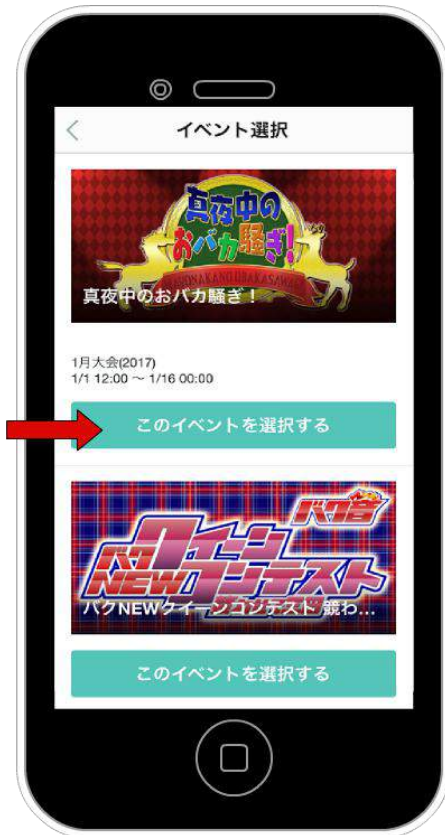 イベント選択
真夜中の
おバカ騒ぎ!
MAYONAKANO OBAKASAWAGI
真夜中のおバカ騒ぎ!
1月大会(2017)
1/1 12:00 ～ 1/16 00:00
このイベントを選択する
バク音
バク
NEW
クイーン
コンテスト
バクNEWクイーンコンテスト 競わ...
このイベントを選択する